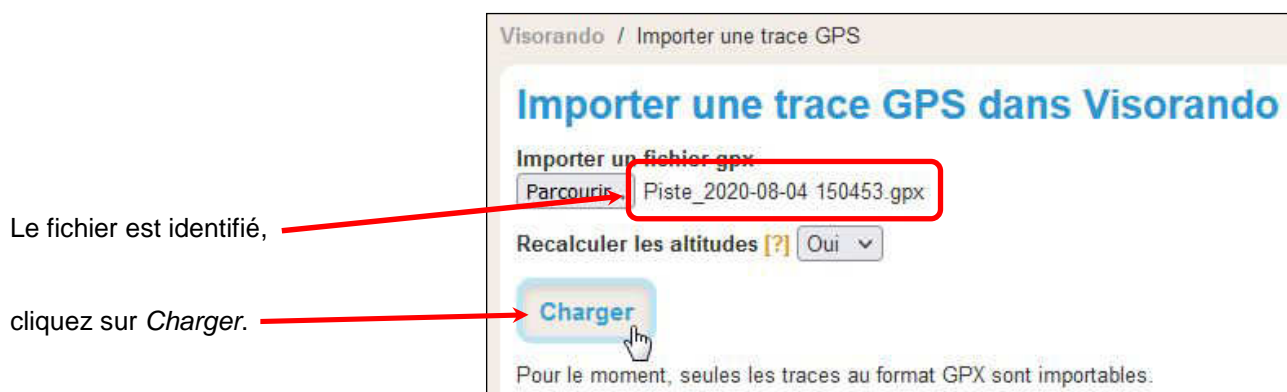 Visorando / Importer une trace GPS
Importer une trace GPS dans Visorando
Importer un fichier gpx
Parcourir. Piste_2020-08-04 150453.gpx
Le fichier est identifié,
Recalculer les altitudes [?] Oui
cliquez sur Charger.
Charger
Pour le moment, seules les traces au format GPX sont importables.